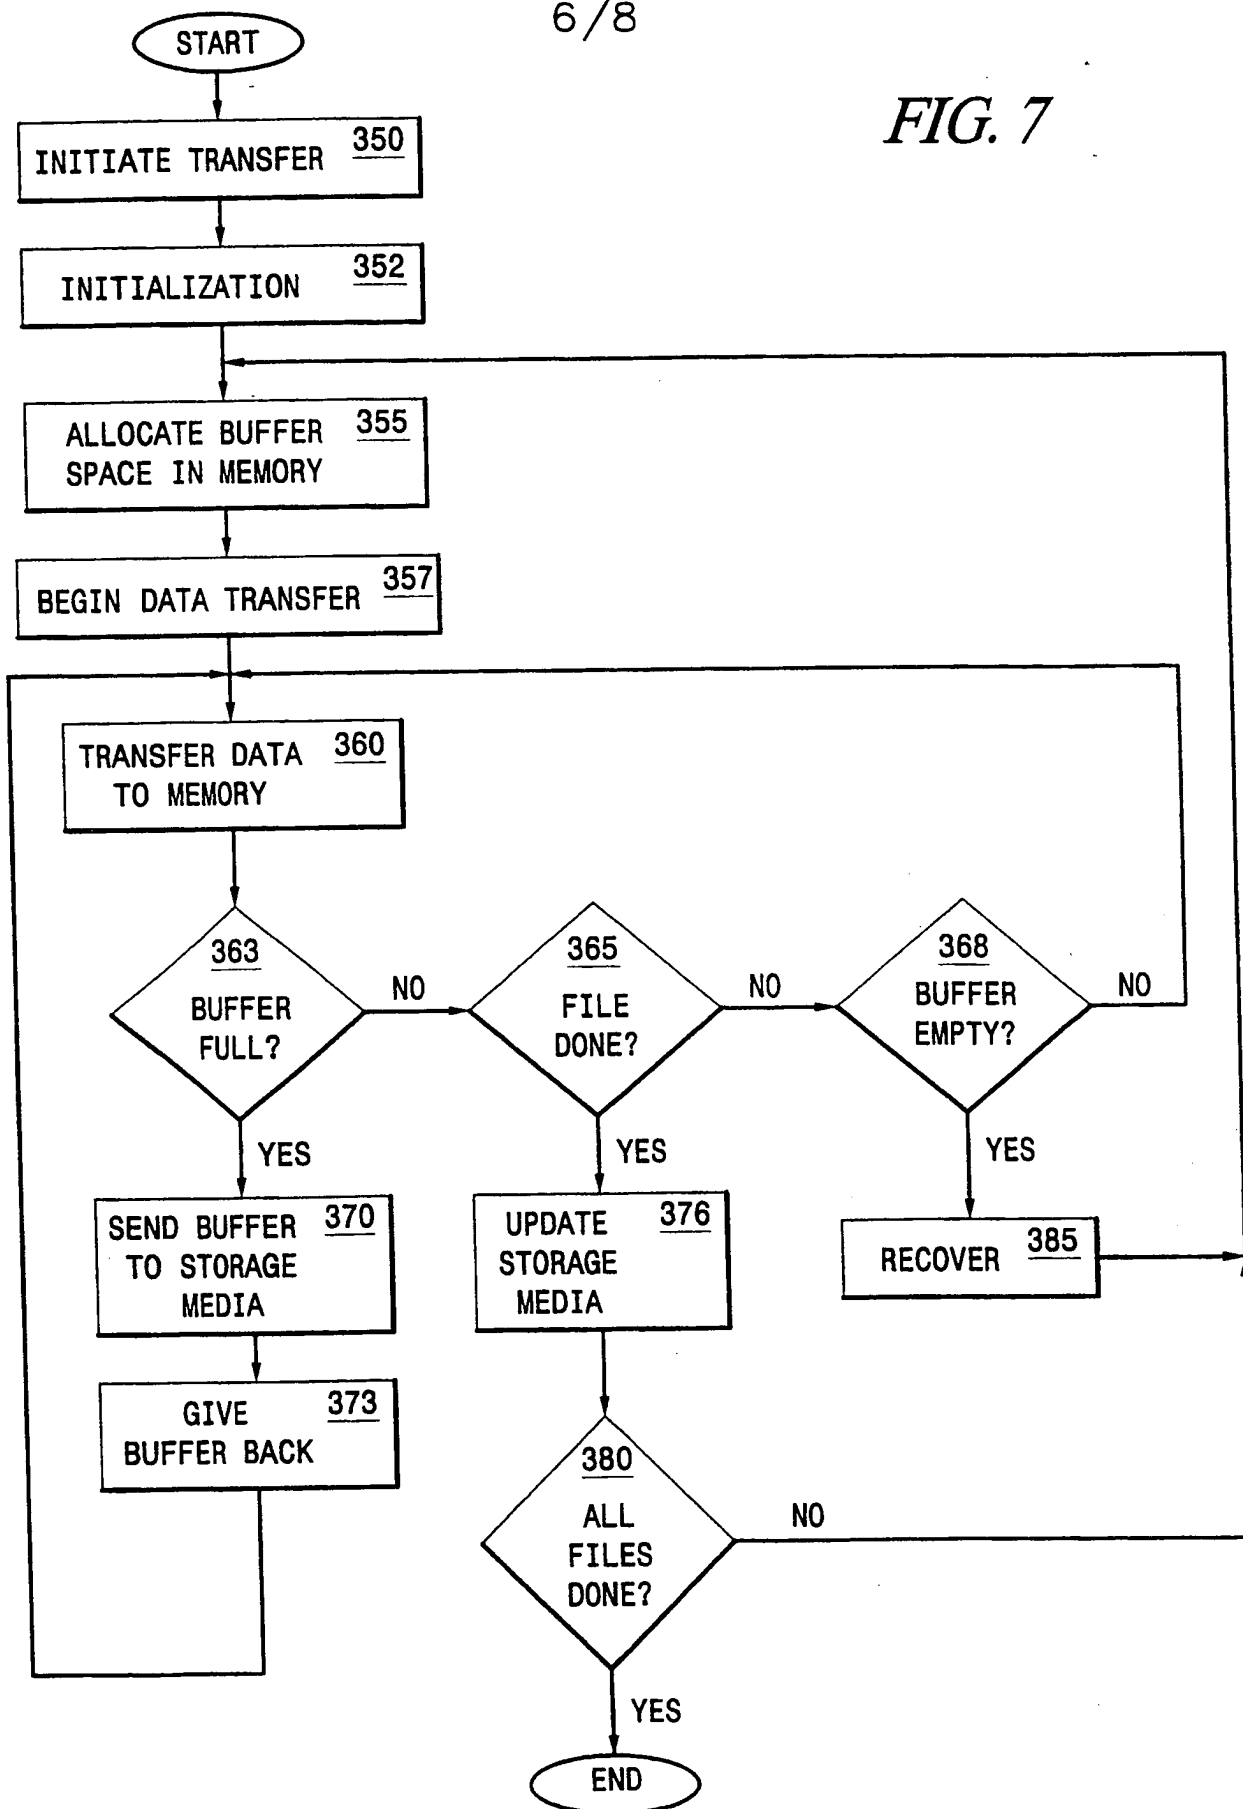 6/8
START
FIG. 7
INITIATE TRANSFER 350
INITIALIZATION 352
ALLOCATE BUFFER 355
SPACE IN MEMORY
BEGIN DATA TRANSFER 357
TRANSFER DATA 360
TO MEMORY
363
BUFFER
FULL?
NO
365
FILE
DONE?
NO
368
BUFFER
EMPTY?
NO
YES
YES
YES
SEND BUFFER 370
TO STORAGE
MEDIA
UPDATE 376
STORAGE
MEDIA
RECOVER 385
GIVE 373
BUFFER BACK
380
ALL
FILES
DONE?
NO
YES
END